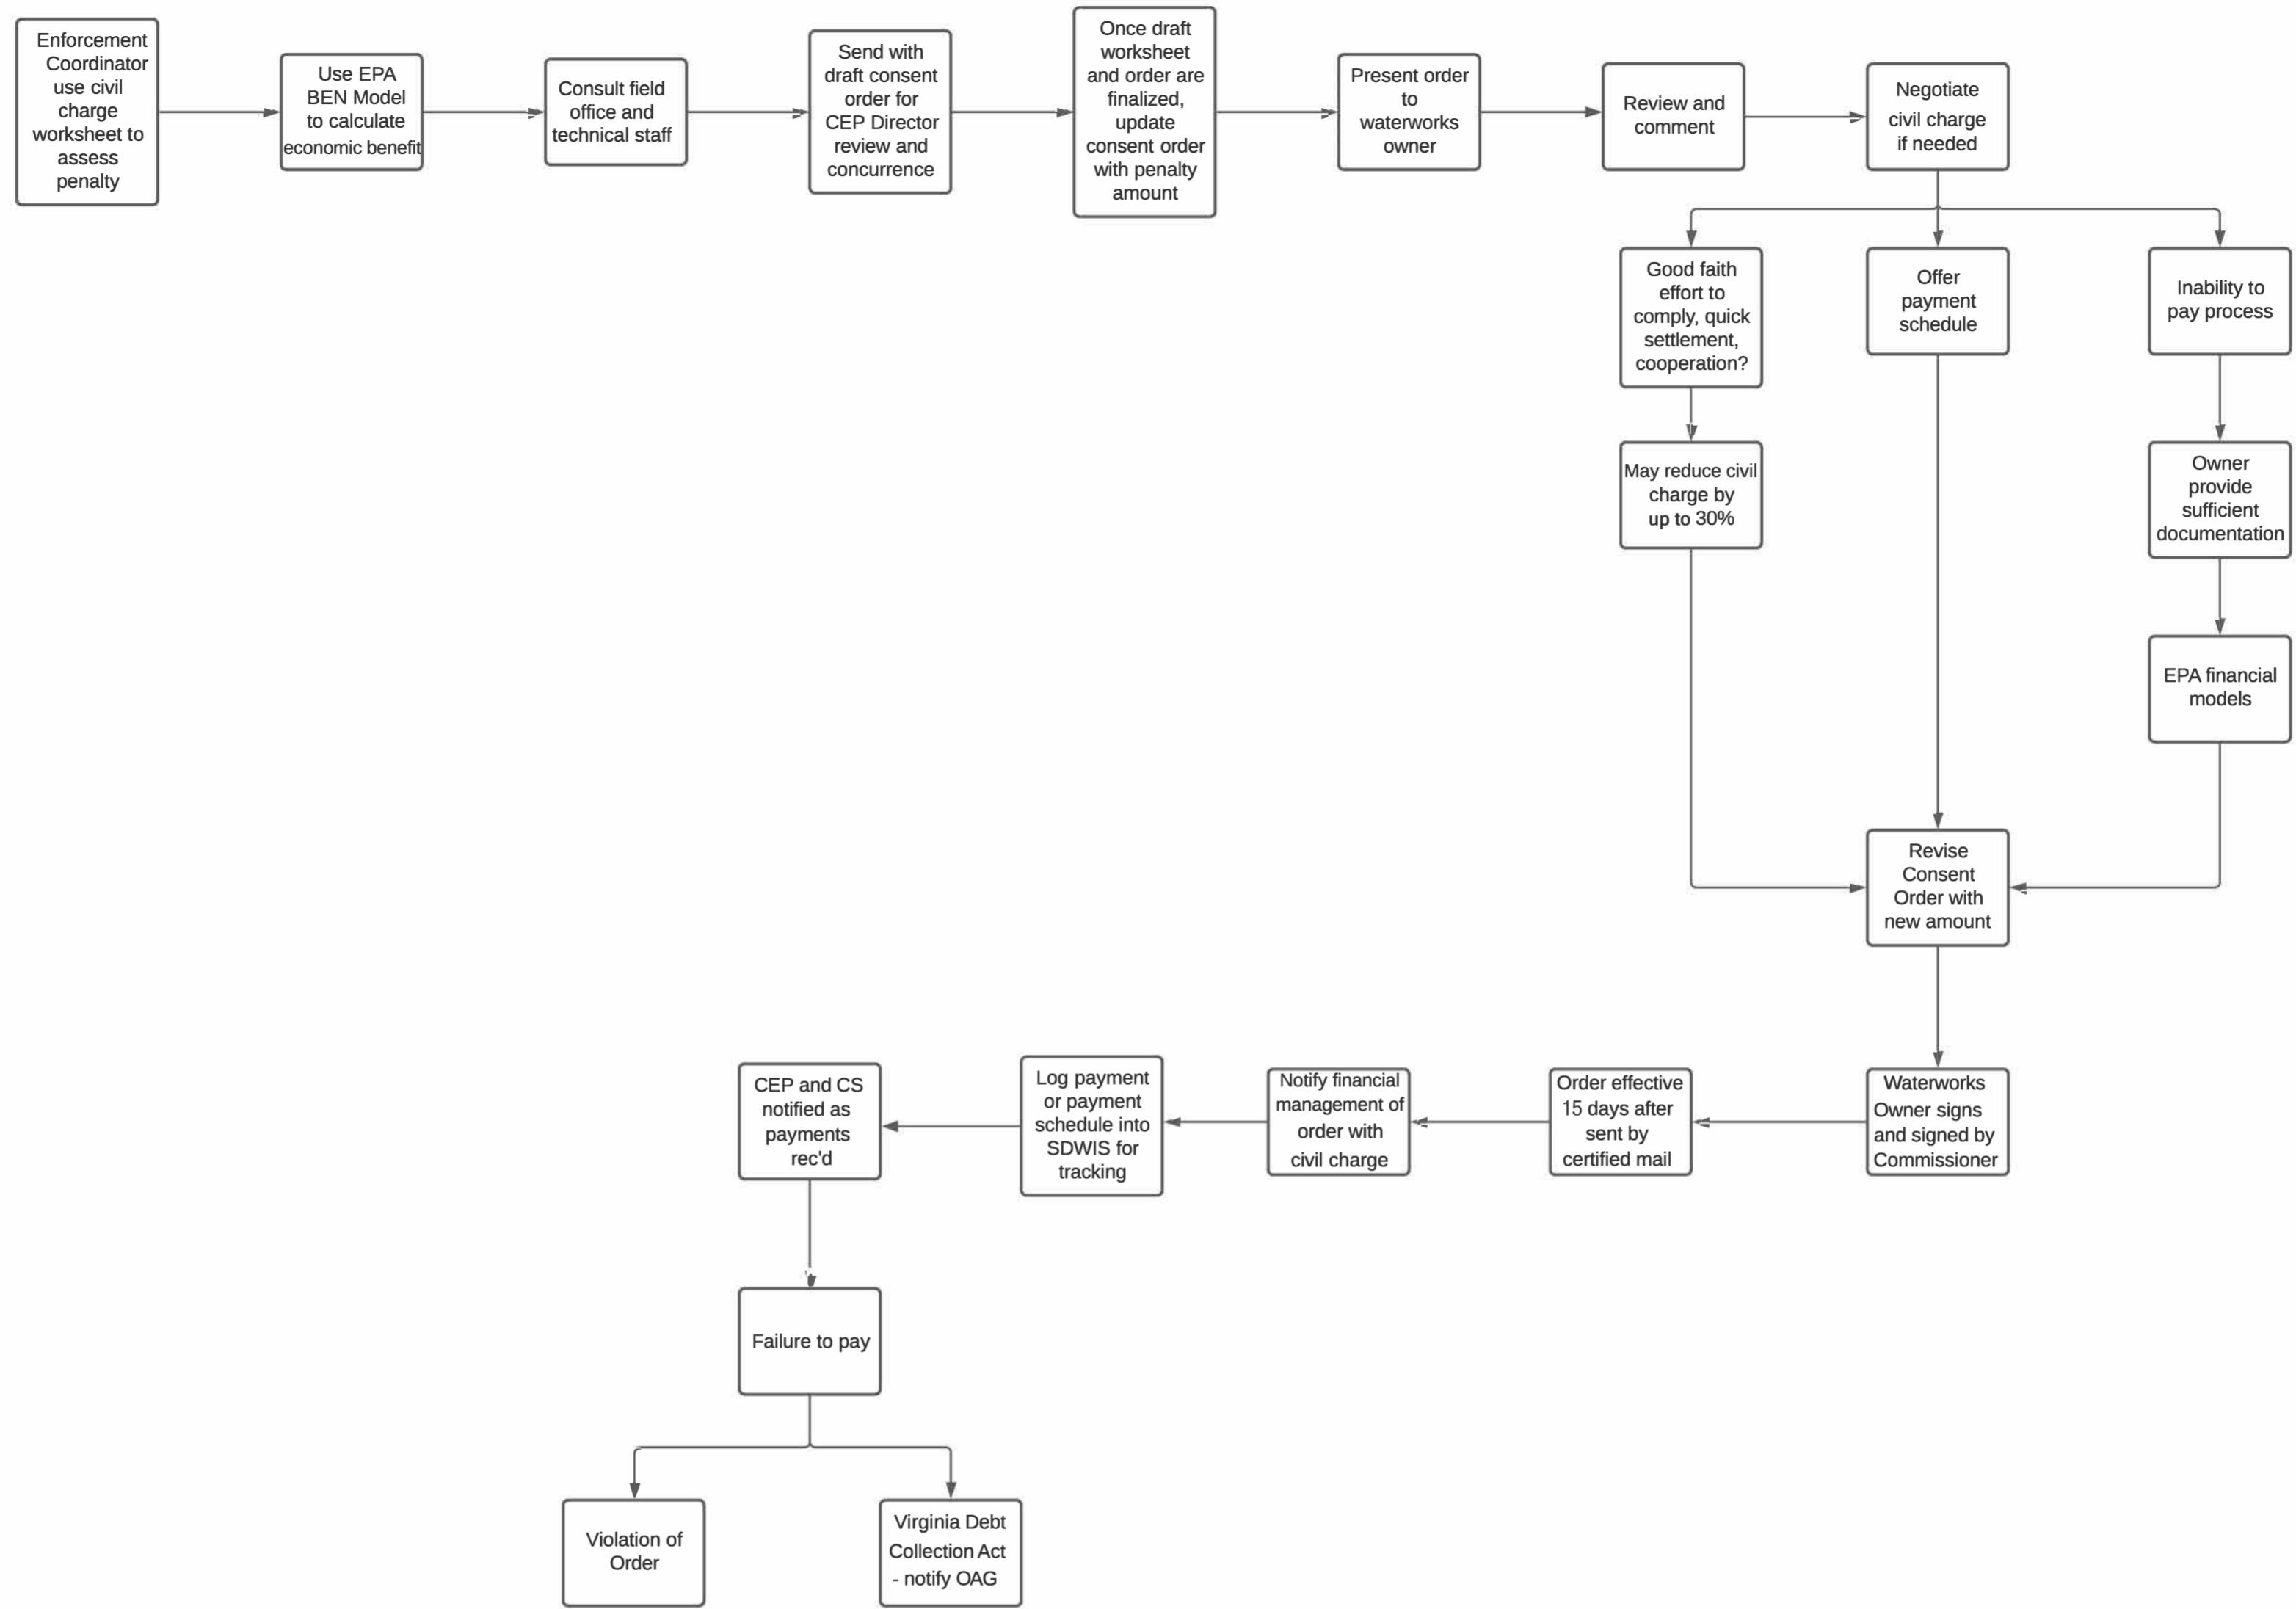 Enforcement
Coordinator
use civil
charge
worksheet to
assess
penalty
Use EPA
BEN Model
to calculate
economic benefit
Consult field
office and
technical staff
Send with
draft consent
order for
CEP Director
review and
concurrence
Once draft
worksheet
and order are
finalized,
update
consent order
with penalty
amount
Present order
to
waterworks
owner
Review and
comment
Negotiate
civil charge
if needed
Good faith
effort to
comply, quick
settlement,
cooperation?
May reduce civil
charge by
up to 30%
Offer
payment
schedule
Inability to
pay process
Owner
provide
sufficient
documentation
EPA financial
models
Revise
Consent
Order with
new amount
Waterworks
Owner signs
and signed by
Commissioner
Order effective
15 days after
sent by
certified mail
Notify financial
management of
order with
civil charge
Log payment
or payment
schedule into
SDWIS for
tracking
CEP and CS
notified as
payments
rec'd
Failure to pay
Violation of
Order
Virginia Debt
Collection Act
- notify OAG